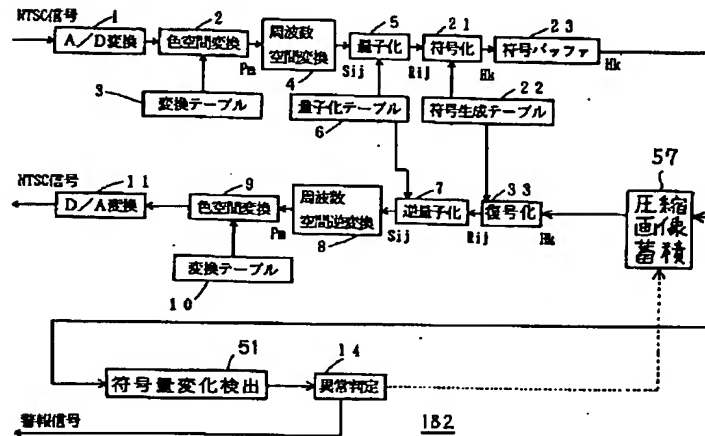 NTSC信号
1
A/D変換
2
色空間変換
Pm
3
変換テーブル
周波数
空間変換
4
Sij
5
量子化
Rij
21
符号化
Hk
23
符号バッファ
Hk
量子化テーブル
6
22
符号生成テーブル
NTSC信号
11
D/A変換
9
色空間変換
Pm
変換テーブル
10
周波数
空間逆変換
8
Sij
7
逆量子化
Rij
33
復号化
Hk
57
圧縮
画像
蓄積
51
符号量変化検出
14
異常判定
警報信号
1B2